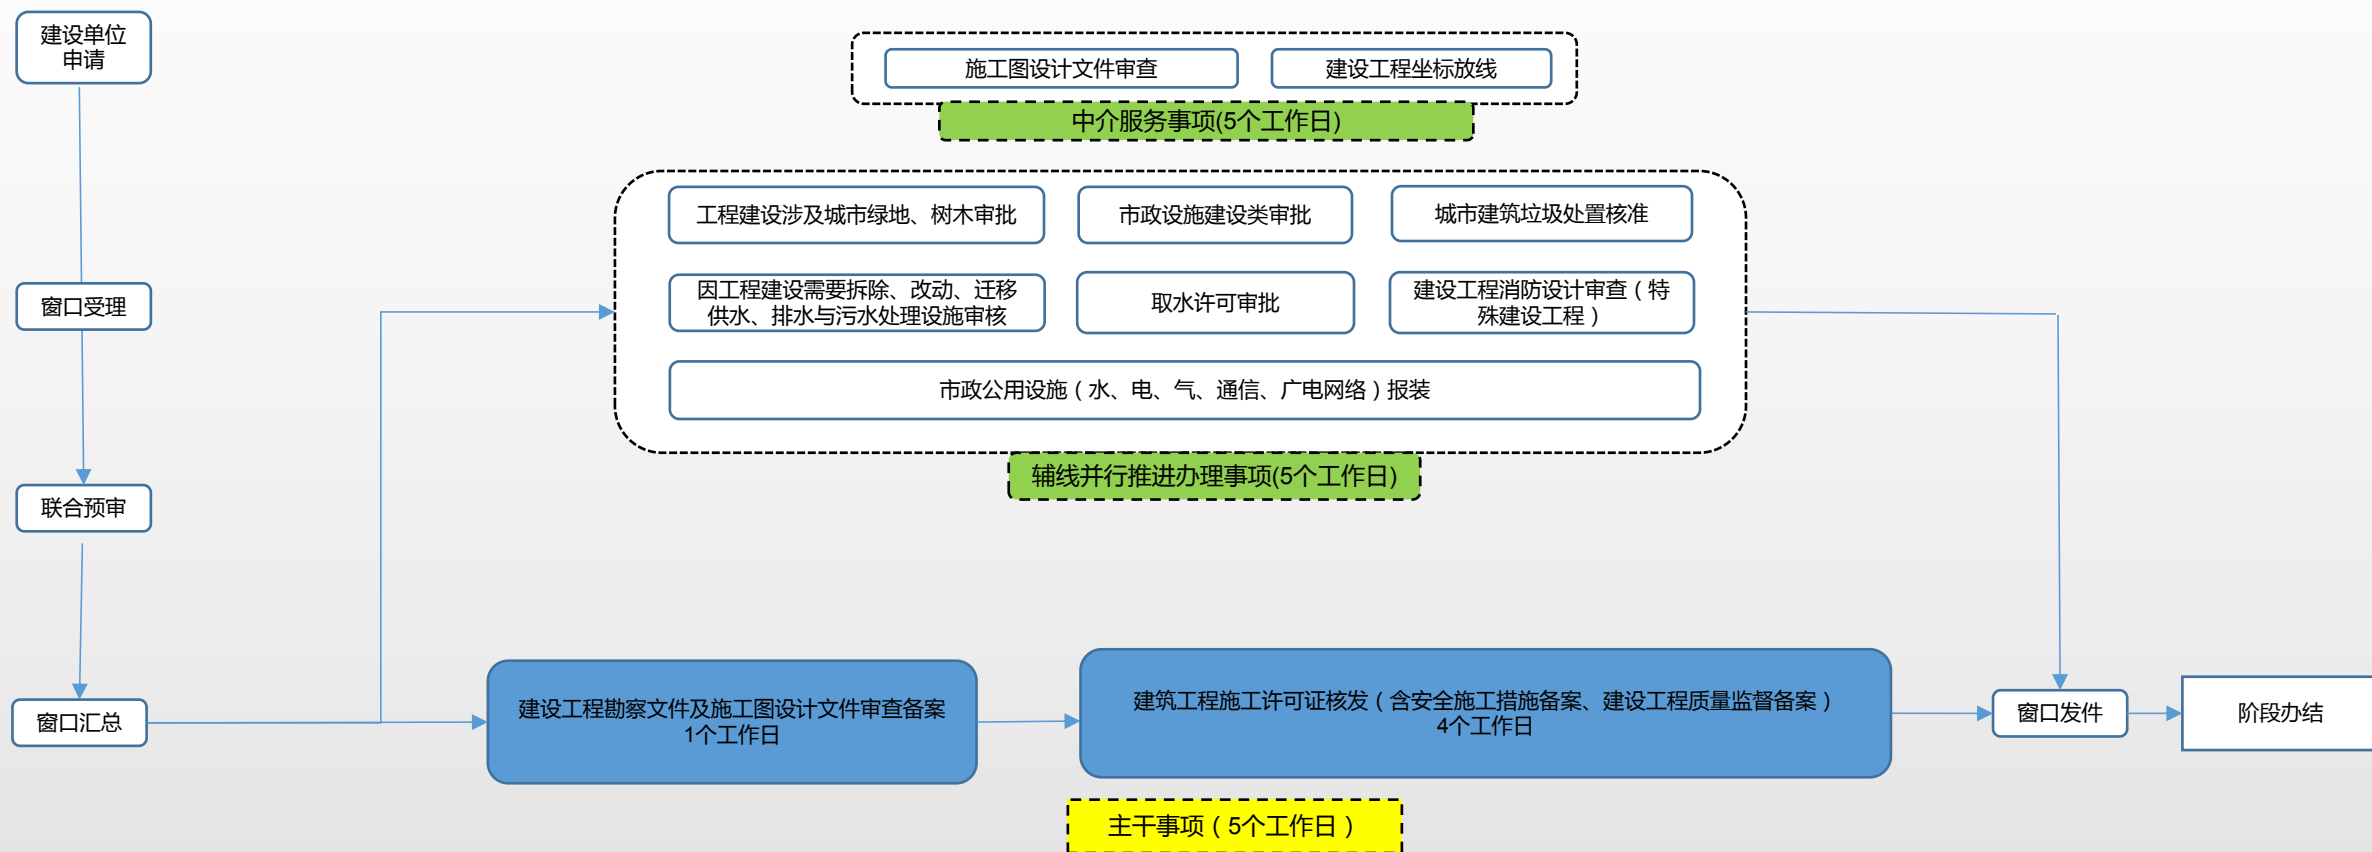 建设单位
申请
施工图设计文件审查
建设工程坐标放线
中介服务事项(5个工作日)
工程建设涉及城市绿地、树木审批
市政设施建设类审批
城市建筑垃圾处置核准
窗口受理
因工程建设需要拆除、改动、迁移
供水、排水与污水处理设施审核
取水许可审批
建设工程消防设计审查（特
殊建设工程）
市政公用设施（水、电、气、通信、广电网络）报装
辅线并行推进办理事项(5个工作日)
联合预审
窗口汇总
建设工程勘察文件及施工图设计文件审查备案
1个工作日
建筑工程施工许可证核发（含安全施工措施备案、建设工程质量监督备案）
4个工作日
窗口发件
阶段办结
主干事项（5个工作日）